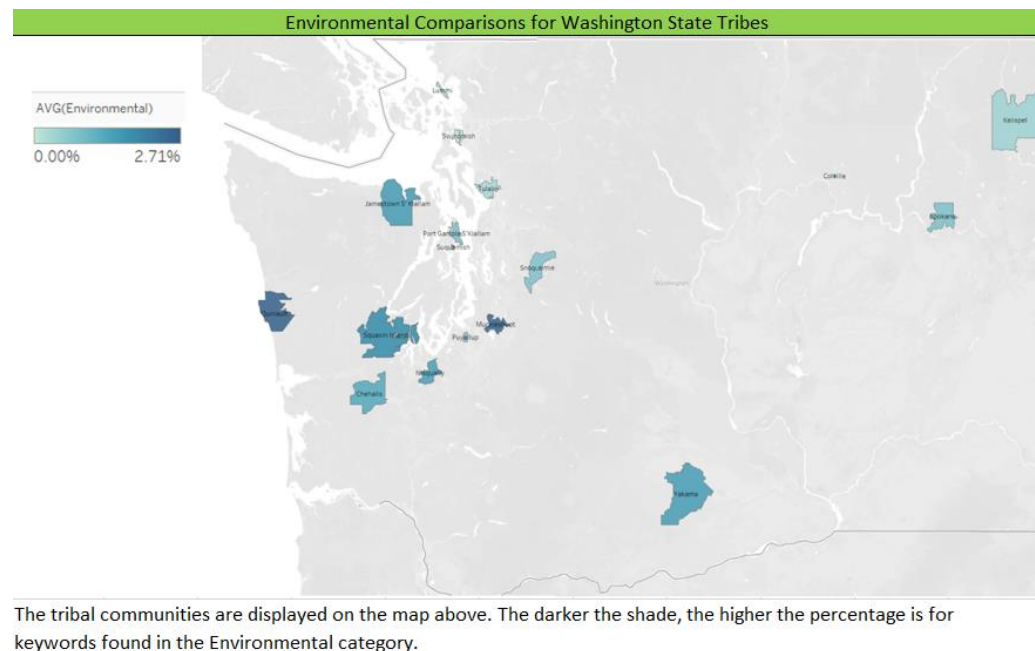 Environmental Comparisons for Washington State Tribes
AVG(Environmental)
0.00% 2.71%
Lummi
Swinomish
Tulalip
Kalispel
Colville
Spokane
Jamestown S' Klallam
Port Gamble S'Klallam
Suquamish
Snoqualmie
Washington
Quinault
Squaxin Island
Muckleshoot
Puyallup
Nisqually
Chehalis
Yakama
The tribal communities are displayed on the map above. The darker the shade, the higher the percentage is for
keywords found in the Environmental category.